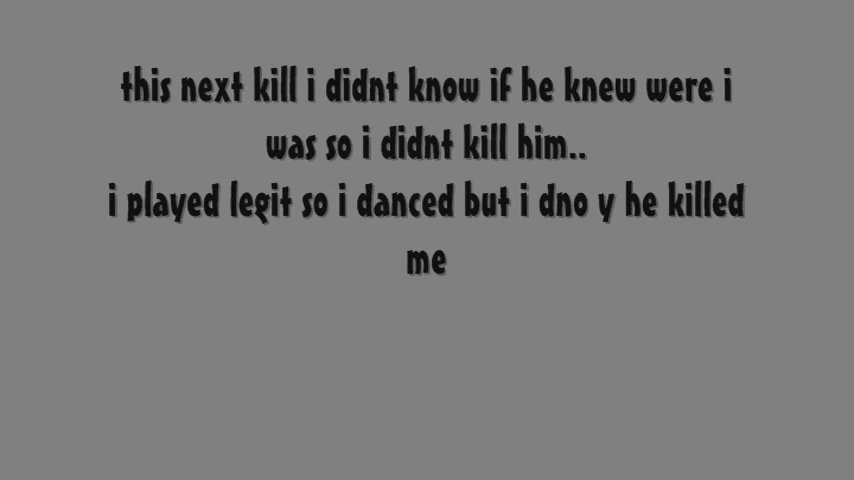 this next kill i didnt know if he knew were i
was so i didnt kill him..
i played legit so i danced but i dno y he killed
me